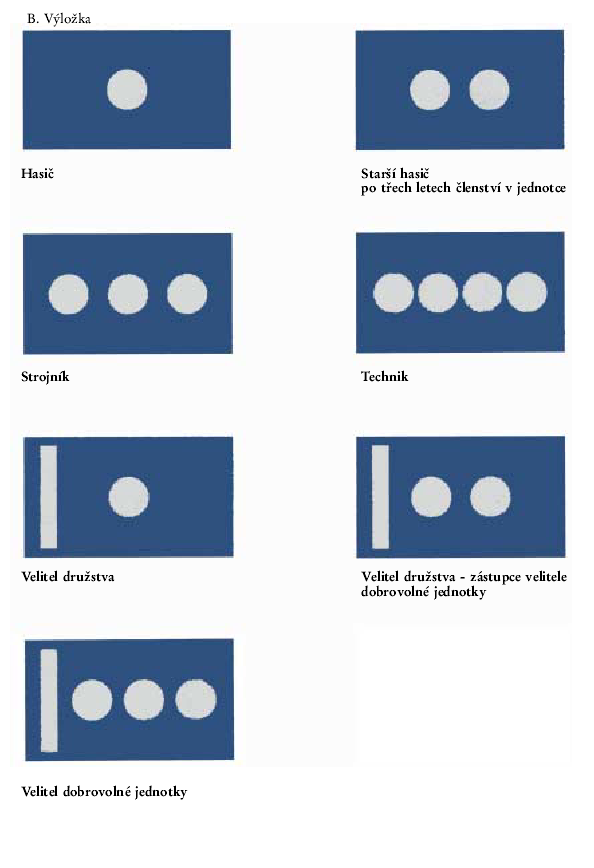 B. Výložka
Hasič
Starší hasič
po třech letech členství v jednotce
Strojník
Technik
Velitel družstva
Velitel družstva - zástupce velitele
dobrovolné jednotky
Velitel dobrovolné jednotky